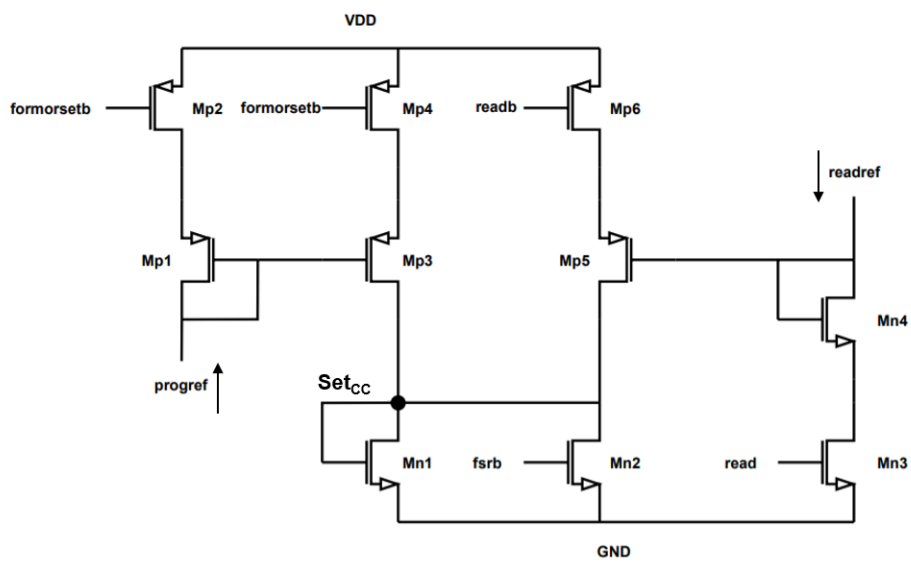 VDD
formorsetb
Mp2
formorsetb
Mp4
readb
Mp6
readref
Mp1
Mp3
Mp5
Mn4
progref
Set_CC
Mn1
fsrb
Mn2
read
Mn3
GND